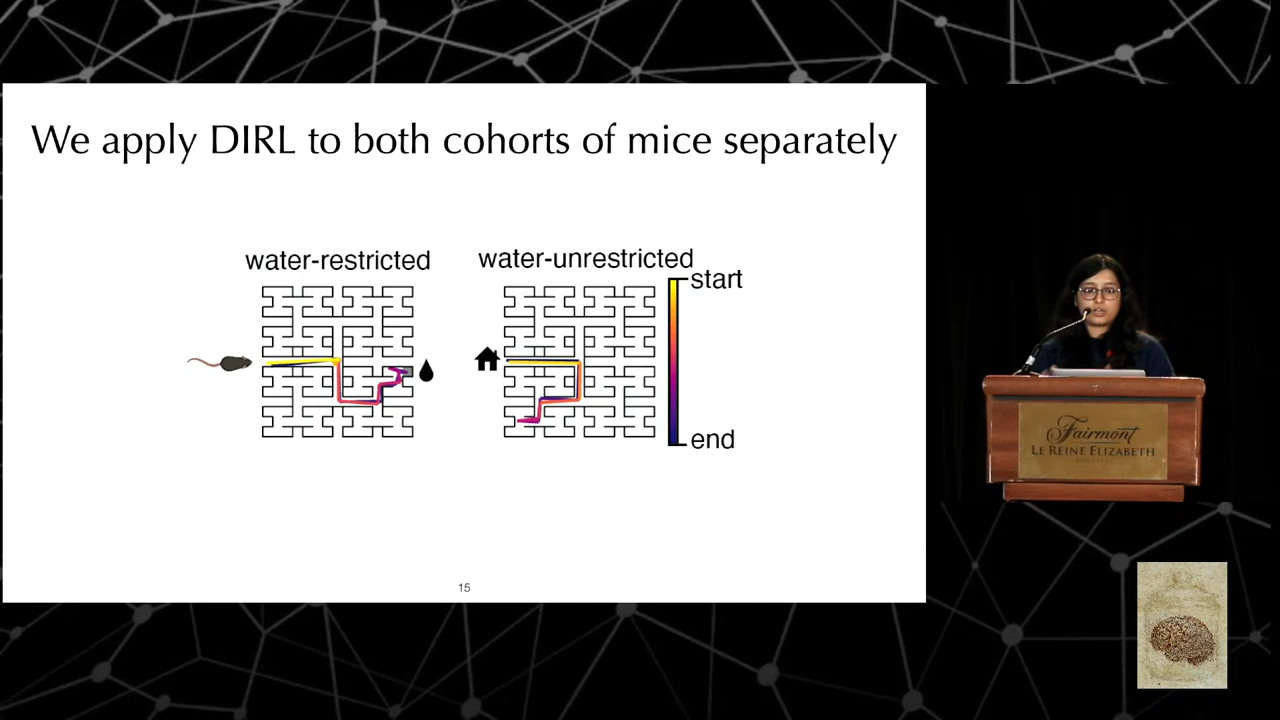 We apply DIRL to both cohorts of mice separately
water-restricted
water-unrestricted
start
end
15
Fairmont
LE REINE ELIZABETH